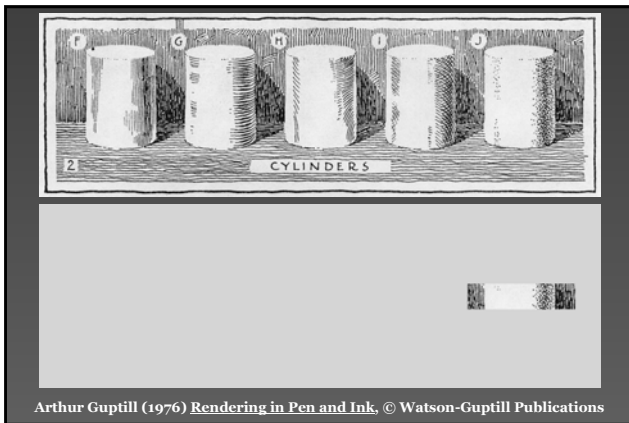 F G H I J
2 CYLINDERS
Arthur Guptill (1976) Rendering in Pen and Ink, © Watson-Guptill Publications